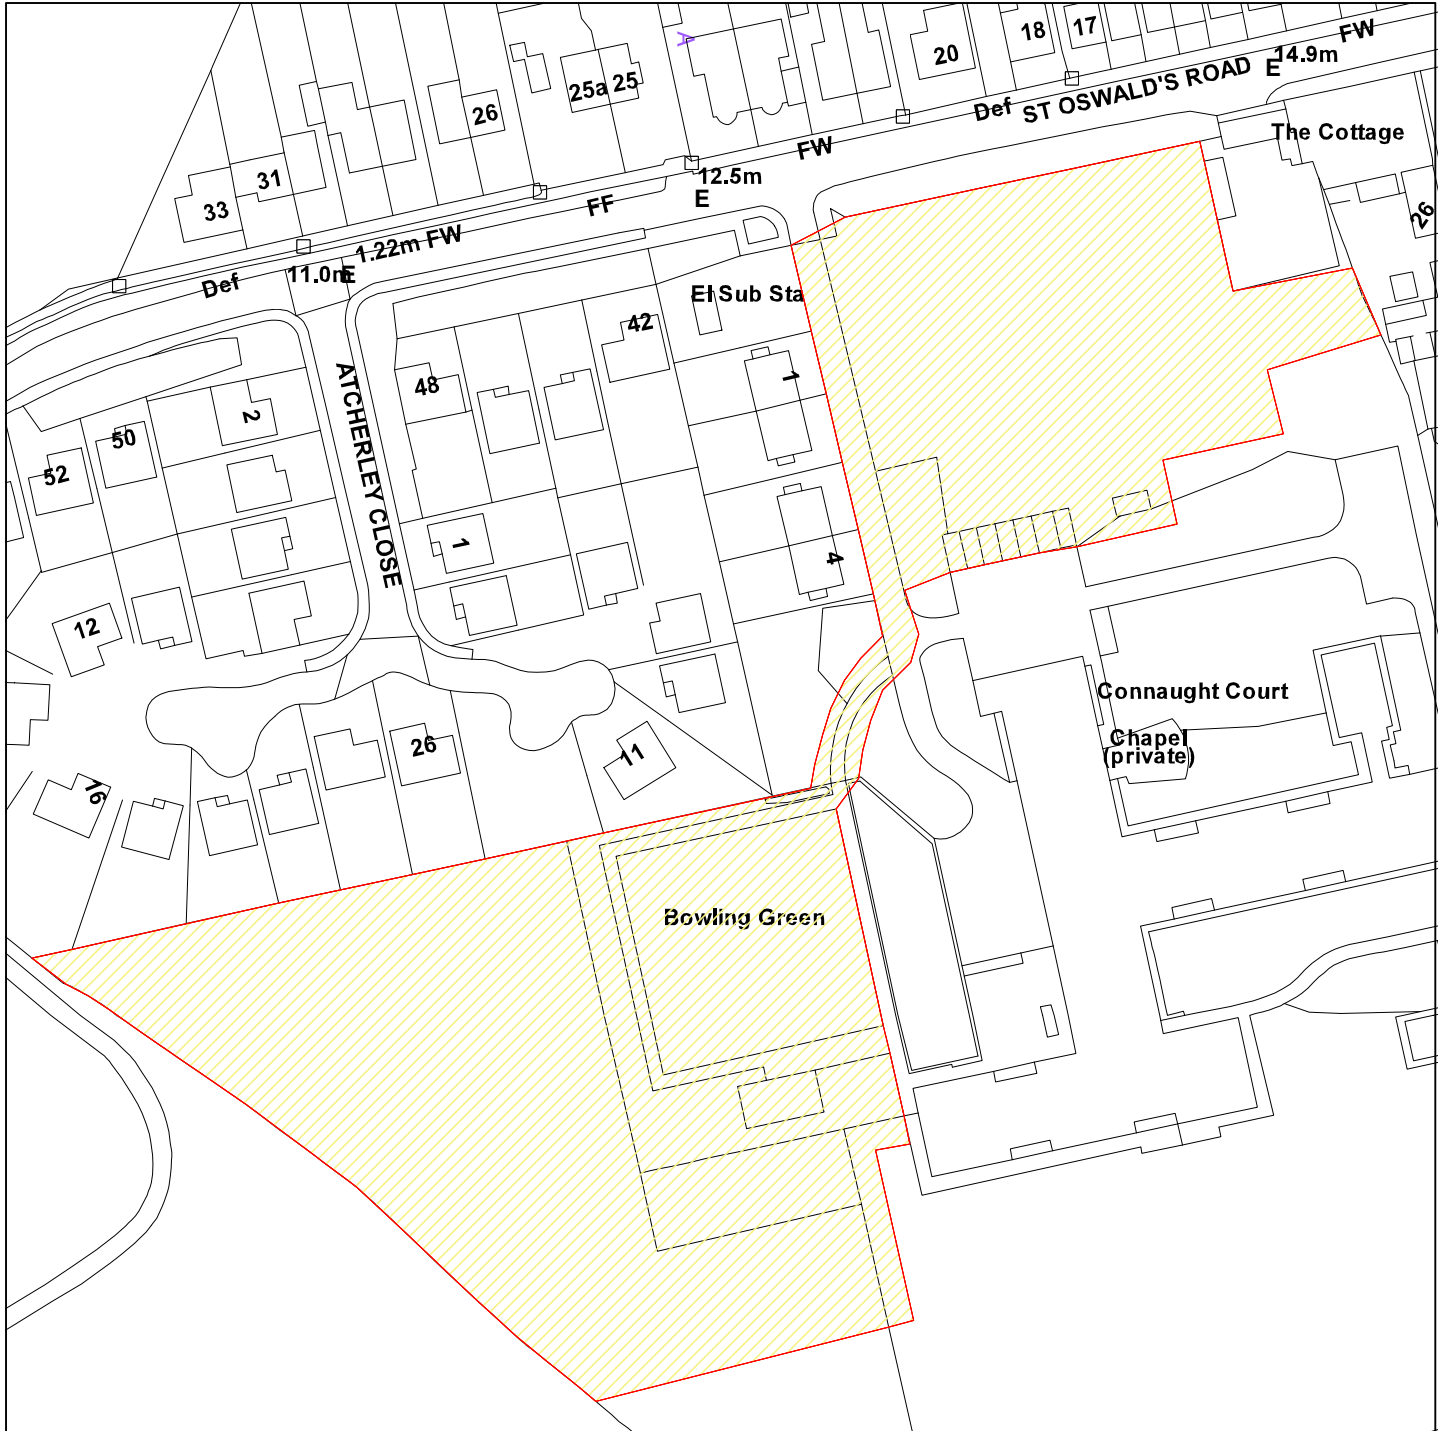 FW
14.9m
E
17
18
20
A
ST OSWALD'S ROAD
Def
25
25a
26
The Cottage
FW
12.5m
E
31
33
FF
26
1.22m FW
11.0m
E
Def
El Sub Sta
42
1
48
ATCHERLEY CLOSE
2
50
52
1
4
12
Connaught Court
Chapel
(private)
26
11
16
Bowling Green